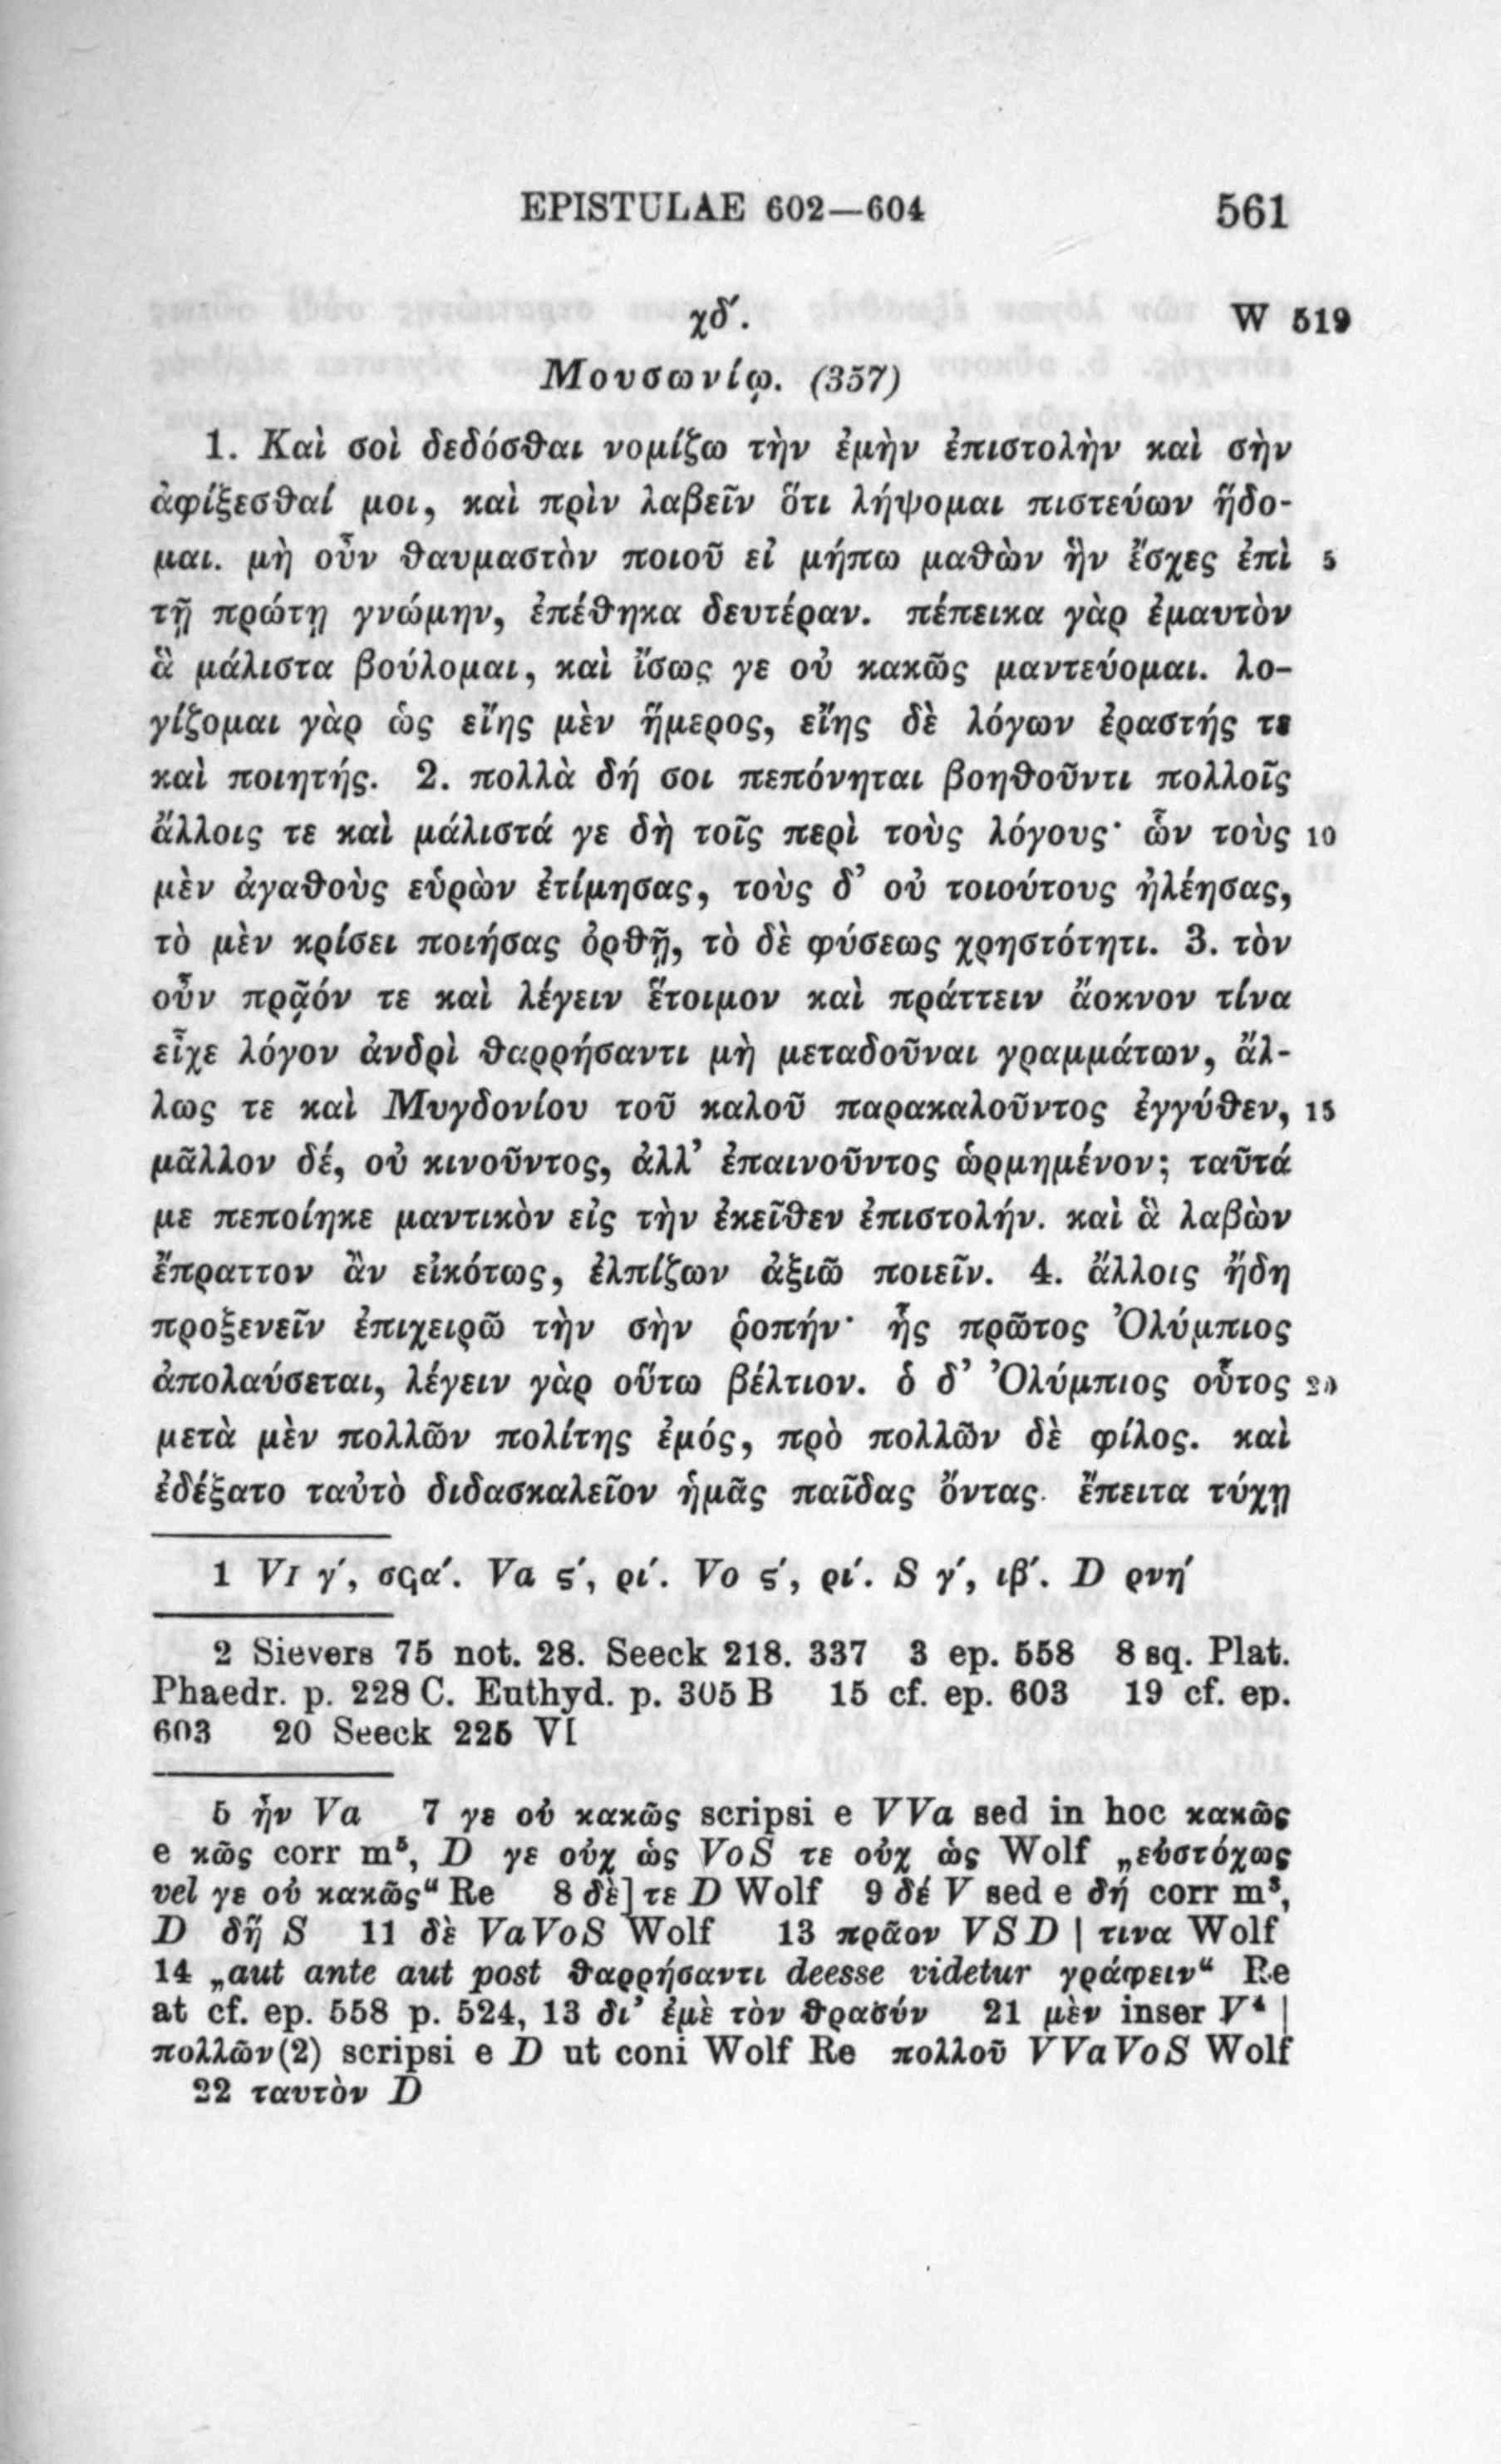 EPISTULAE 602—604 561
χδ΄. W 519
Μουσωνίῳ. (357)
1. Καὶ σοὶ δεδόσθαι νομίζω τὴν ἐμὴν ἐπιστολὴν καὶ σὴν
ἀφίξεσθαί μοι, καὶ πρὶν λαβεῖν ὅτι λήψομαι πιστεύων ἥδο-
μαι. μὴ οὖν θαυμαστὸν ποιοῦ εἰ μήπω μαθὼν ἣν ἔσχες ἐπὶ 5
τῇ πρώτῃ γνώμην, ἐπέθηκα δευτέραν. πέπεικα γὰρ ἐμαυτὸν
ἃ μάλιστα βούλομαι, καὶ ἴσως γε οὐ κακῶς μαντεύομαι. λο-
γίζομαι γὰρ ὡς εἴης μὲν ἥμερος, εἴης δὲ λόγων ἐραστής τε
καὶ ποιητής. 2. πολλὰ δή σοι πεπόνηται βοηθοῦντι πολλοῖς
ἄλλοις τε καὶ μάλιστά γε δὴ τοῖς περὶ τοὺς λόγους· ὧν τοὺς 10
μὲν ἀγαθοὺς εὑρὼν ἐτίμησας, τοὺς δ’ οὐ τοιούτους ἠλέησας,
τὸ μὲν κρίσει ποιήσας ὀρθῇ, τὸ δὲ φύσεως χρηστότητι. 3. τὸν
οὖν πρᾷόν τε καὶ λέγειν ἕτοιμον καὶ πράττειν ἄοκνον τίνα
εἶχε λόγον ἀνδρὶ θαρρήσαντι μὴ μεταδοῦναι γραμμάτων, ἄλ-
λως τε καὶ Μυγδονίου τοῦ καλοῦ παρακαλοῦντος ἐγγύθεν, 15
μᾶλλον δέ, οὐ κινοῦντος, ἀλλ’ ἐπαινοῦντος ὡρμημένον; ταῦτά
με πεποίηκε μαντικὸν εἰς τὴν ἐκεῖθεν ἐπιστολήν. καὶ ἃ λαβὼν
ἔπραττον ἂν εἰκότως, ἐλπίζων ἀξιῶ ποιεῖν. 4. ἄλλοις ἤδη
προξενεῖν ἐπιχειρῶ τὴν σὴν ῥοπήν· ἧς πρῶτος Ὀλύμπιος
ἀπολαύσεται, λέγειν γὰρ οὕτω βέλτιον. ὁ δ’ Ὀλύμπιος οὗτος 20
μετὰ μὲν πολλῶν πολίτης ἐμός, πρὸ πολλῶν δὲ φίλος. καὶ
ἐδέξατο ταὐτὸ διδασκαλεῖον ἡμᾶς παῖδας ὄντας. ἔπειτα τύχῃ
1 VI γ΄, σϙα΄. Va ς΄, ρι΄. Vo ς΄, ρι΄. S γ΄, ιβ΄. D ρνη΄
2 Sievers 75 not. 28. Seeck 218. 337 3 ep. 558 8 sq. Plat.
Phaedr. p. 228 C. Euthyd. p. 305 B 15 cf. ep. 603 19 cf. ep.
603 20 Seeck 225 VI
5 ἦν Va 7 γε οὐ κακῶς scripsi e VVa sed in hoc κακῶς
e κῶς corr m⁵, D γε οὐχ ὡς VoS τε οὐχ ὡς Wolf „εὐστόχως
vel γε οὐ κακῶς“ Re 8 δὲ] τε D Wolf 9 δέ V sed e δή corr m³,
D δῄ S 11 δὲ VaVoS Wolf 13 πρᾶον VSD | τινα Wolf
14 „aut ante aut post θαρρήσαντι deesse videtur γράφειν“ Re
at cf. ep. 558 p. 524, 13 δι’ ἐμὲ τὸν θρασύν 21 μὲν inser V⁴ |
πολλῶν(2) scripsi e D ut coni Wolf Re πολλοῦ VVaVoS Wolf
22 ταυτὸν D